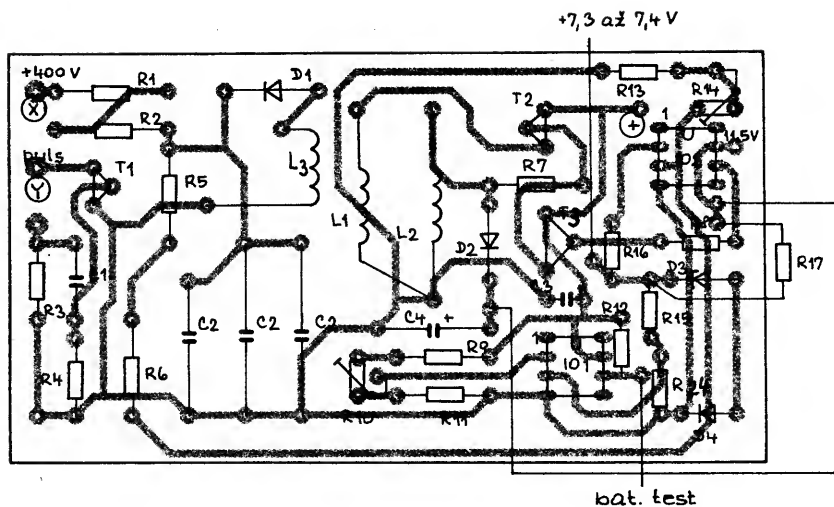 +7,3 až 7,4 V
+400 V
X
R1
D1
R13
R14
T2
+
R2
1
1,5V
puls
Y
T1
R5
L3
R7
L1
L2
D2
R16
D3
R17
R3
C2
C2
C2
C4 +
R12
R15
R4
R6
R9
1
IO1
R10
R11
bat. test